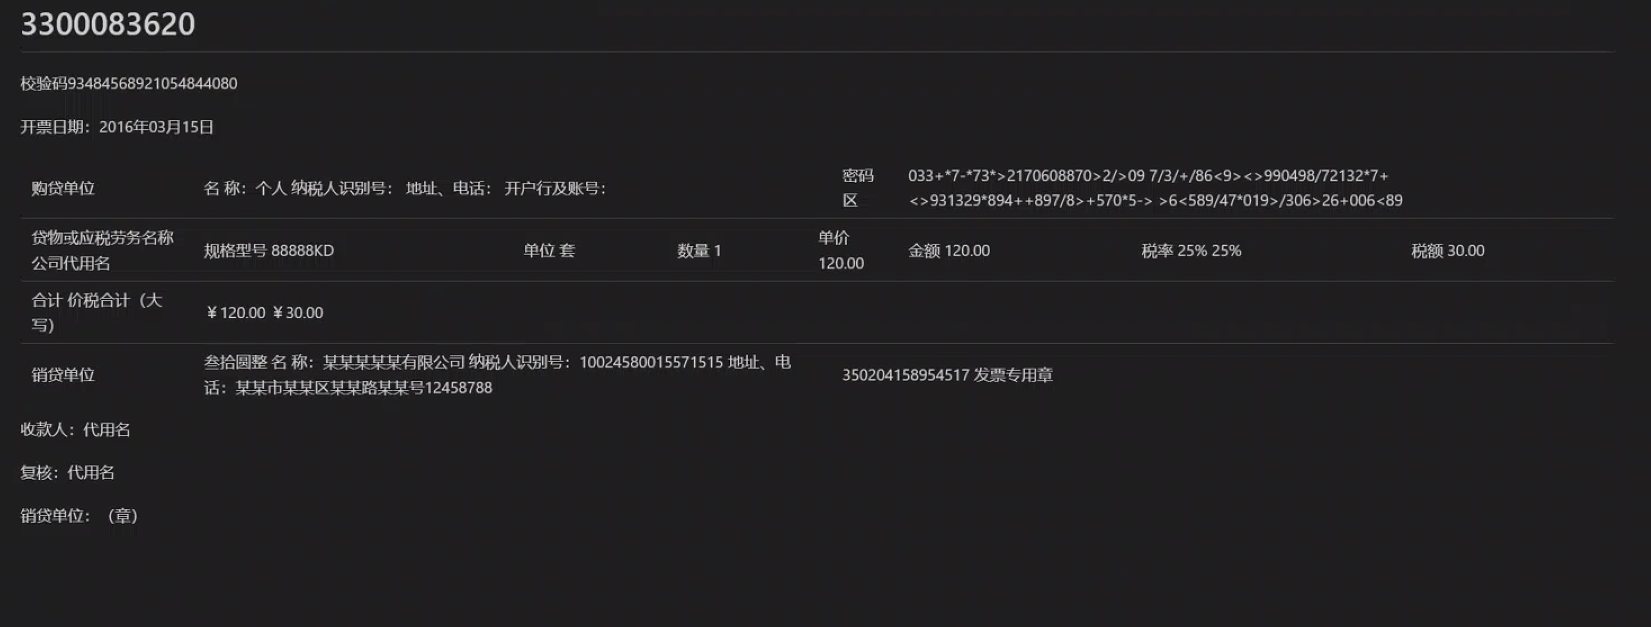 3300083620
校验码93484568921054844080
开票日期：2016年03月15日
购贷单位 名 称：个人 纳税人识别号： 地址、电话： 开户行及账号： 密码区 033+*7-*73*>2170608870>2/>09 7/3/+/86<9><>990498/72132*7+
<>931329*894++897/8>+570*5-> >6<589/47*019>/306>26+006<89
贷物或应税劳务名称
公司代用名 规格型号 88888KD 单位 套 数量 1 单价
120.00 金额 120.00 税率 25% 25% 税额 30.00
合计 价税合计（大
写） ￥120.00 ￥30.00
销贷单位 叁拾圆整 名 称：某某某某某有限公司 纳税人识别号：10024580015571515 地址、电
话：某某市某某区某某路某某号12458788 350204158954517 发票专用章
收款人：代用名
复核：代用名
销贷单位：（章）